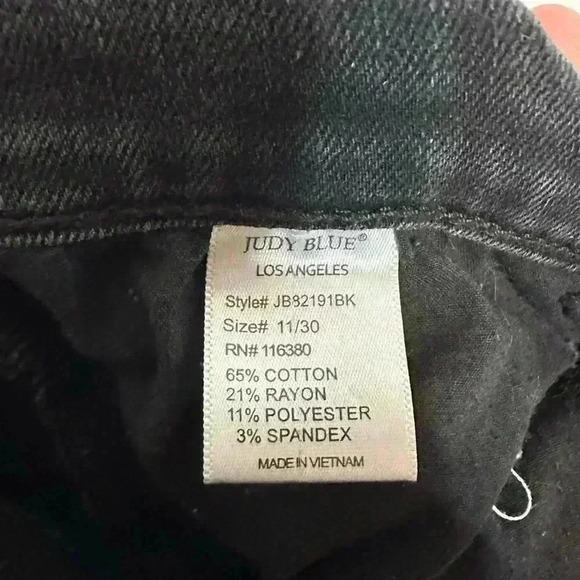 JUDY BLUE®
LOS ANGELES
Style# JB82191BK
Size# 11/30
RN# 116380
65% COTTON
21% RAYON
11% POLYESTER
3% SPANDEX
MADE IN VIETNAM